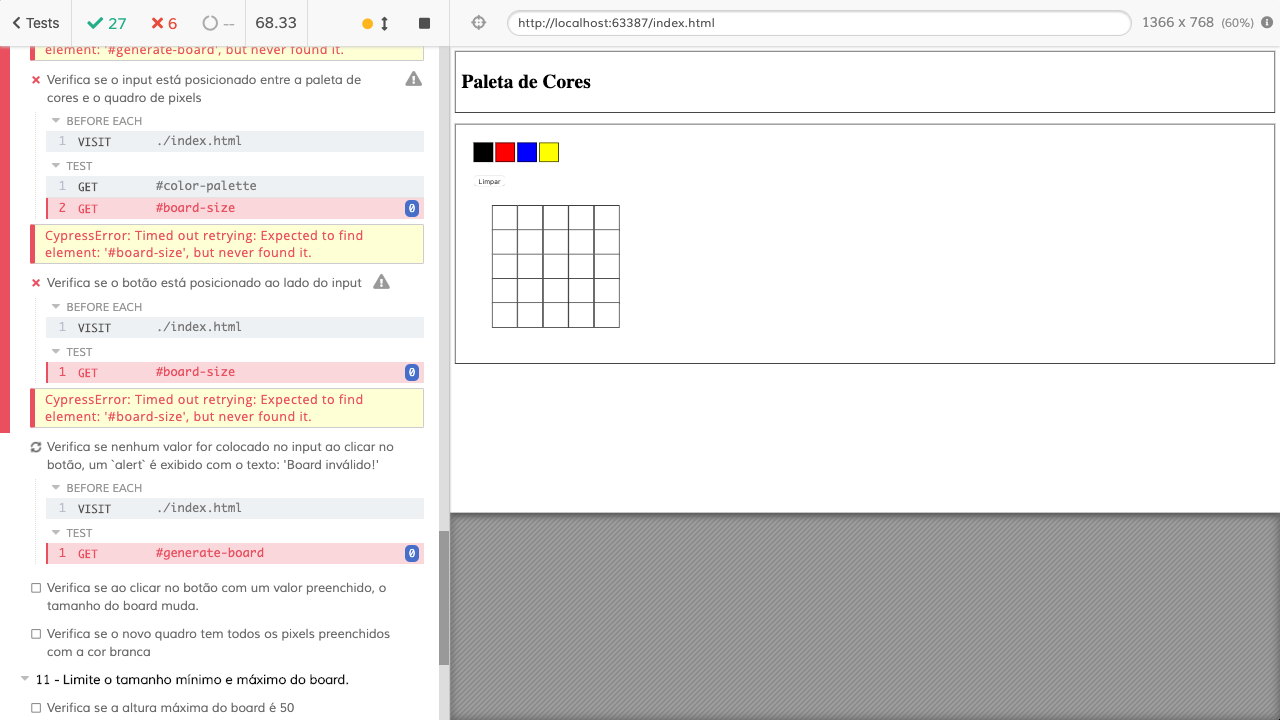 Tests 27 6 -- 68.33 http://localhost:63387/index.html 1366 x 768 (60%)
element: '#generate-board', but never found it.
Verifica se o input está posicionado entre a paleta de
cores e o quadro de pixels
BEFORE EACH
1 VISIT ./index.html
TEST
1 GET #color-palette
2 GET #board-size 0
CypressError: Timed out retrying: Expected to find
element: '#board-size', but never found it.
Verifica se o botão está posicionado ao lado do input
BEFORE EACH
1 VISIT ./index.html
TEST
1 GET #board-size 0
CypressError: Timed out retrying: Expected to find
element: '#board-size', but never found it.
Verifica se nenhum valor for colocado no input ao clicar no
botão, um `alert` é exibido com o texto: 'Board inválido!'
BEFORE EACH
1 VISIT ./index.html
TEST
1 GET #generate-board 0
Verifica se ao clicar no botão com um valor preenchido, o
tamanho do board muda.
Verifica se o novo quadro tem todos os pixels preenchidos
com a cor branca
11 - Limite o tamanho mínimo e máximo do board.
Verifica se a altura máxima do board é 50
Paleta de Cores
Limpar